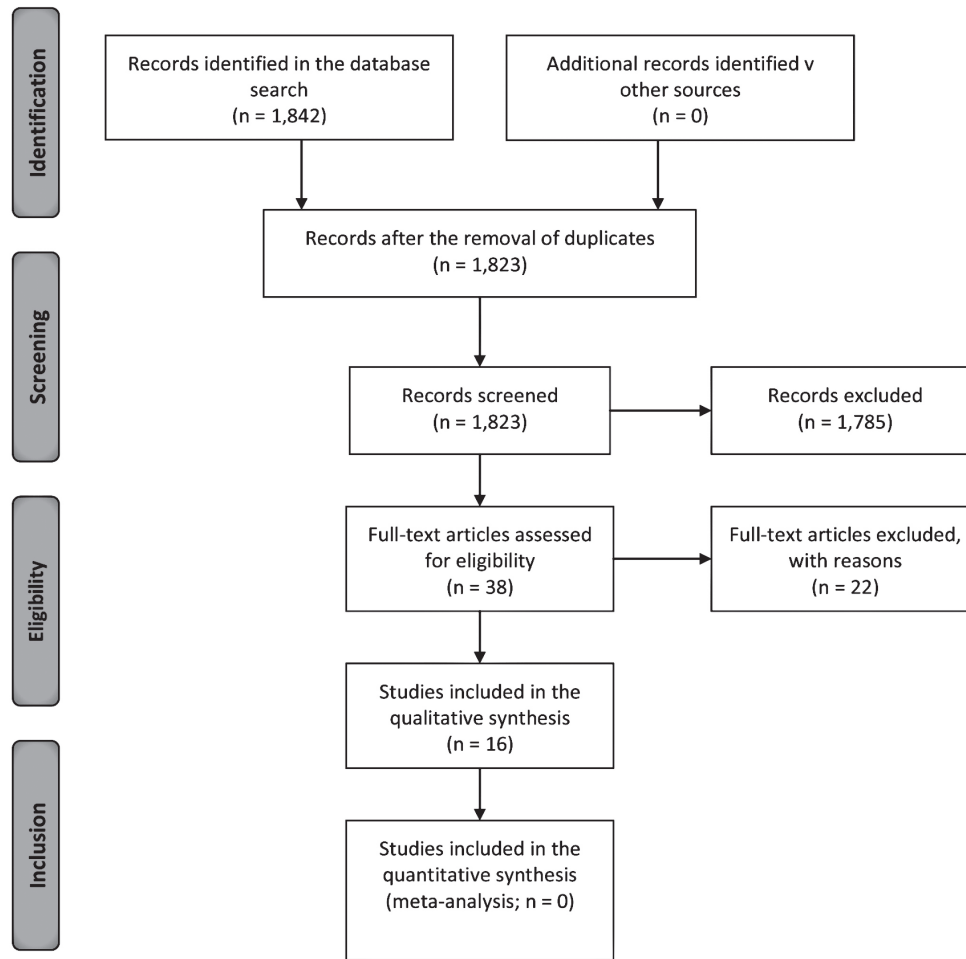 Identification
Records identified in the database
search
(n = 1,842)
Additional records identified v
other sources
(n = 0)
Records after the removal of duplicates
(n = 1,823)
Screening
Records screened
(n = 1,823)
Records excluded
(n = 1,785)
Eligibility
Full-text articles assessed
for eligibility
(n = 38)
Full-text articles excluded,
with reasons
(n = 22)
Studies included in the
qualitative synthesis
(n = 16)
Inclusion
Studies included in the
quantitative synthesis
(meta-analysis; n = 0)